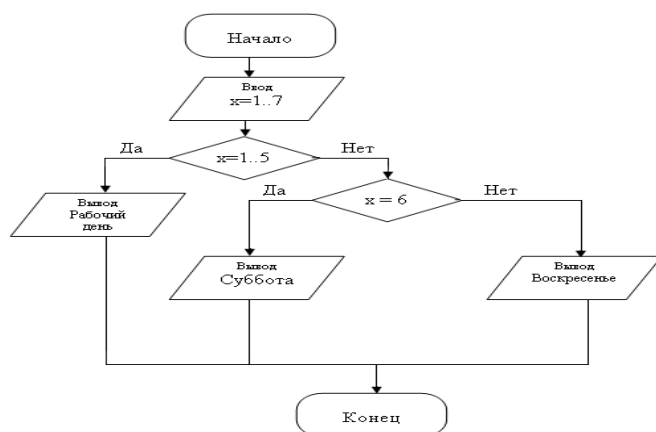 Начало
Ввод
x=1..7
Да
x=1..5
Нет
Вывод
Рабочий
день
Да
x = 6
Нет
Вывод
Суббота
Вывод
Воскресенье
Конец